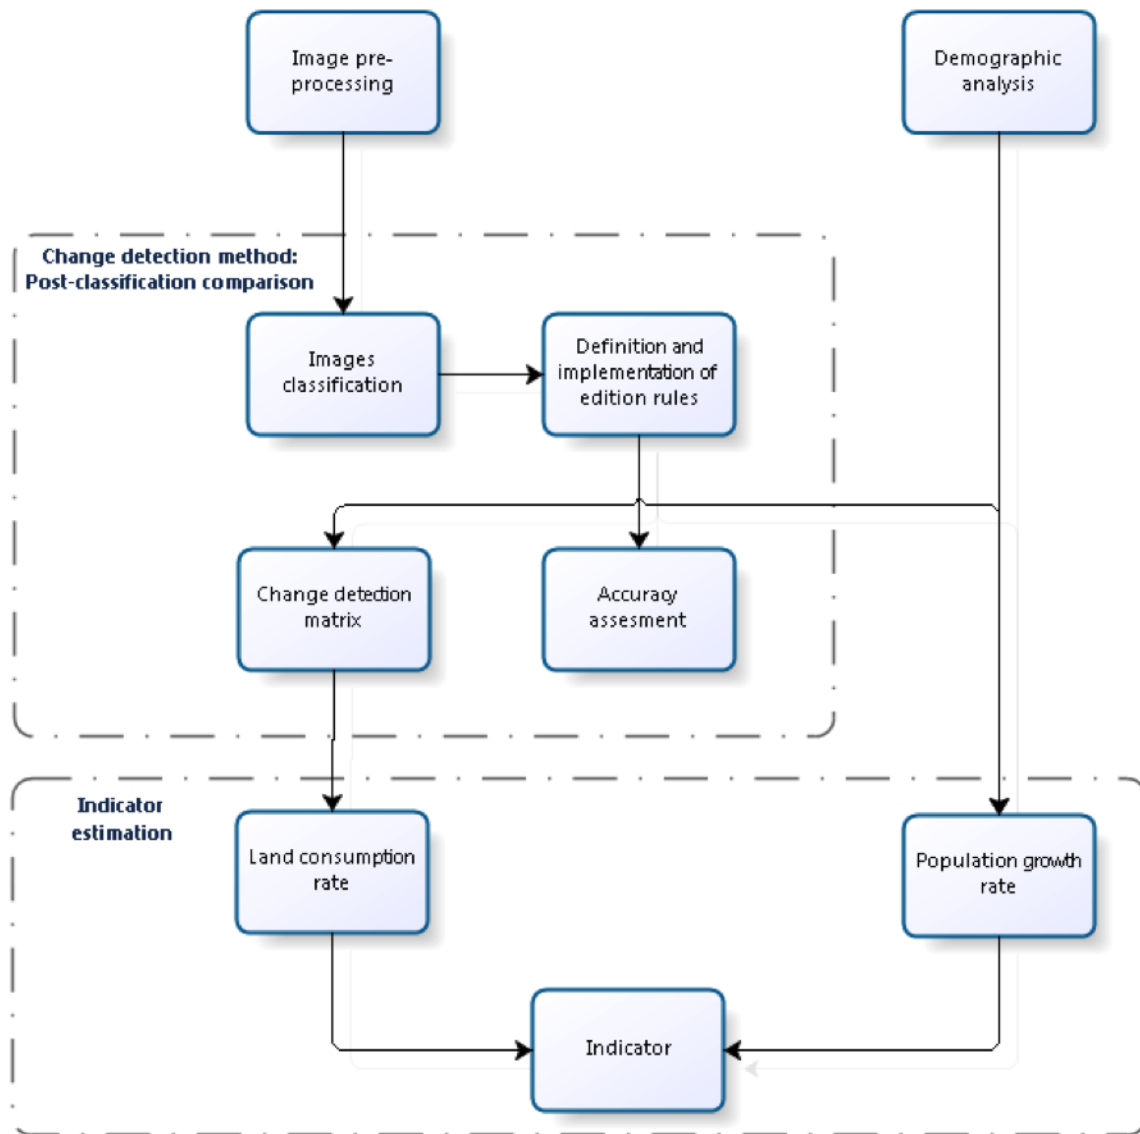 Image pre-
processing
Demographic
analysis
Change detection method:
Post-classification comparison
Images
classification
Definition and
implementation of
edition rules
Change detection
matrix
Accuracy
assesment
Indicator
estimation
Land consumption
rate
Population growth
rate
Indicator